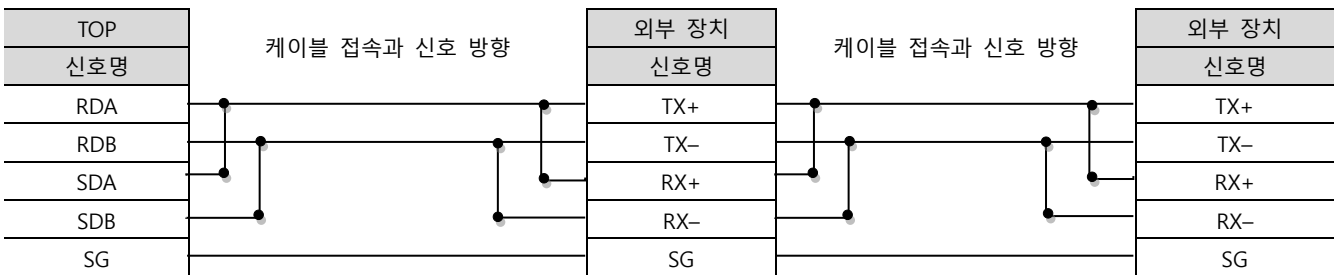 TOP 케이블 접속과 신호 방향 외부 장치 케이블 접속과 신호 방향 외부 장치
신호명 신호명 신호명
RDA TX+ TX+
RDB TX– TX–
SDA RX+ RX+
SDB RX– RX–
SG SG SG